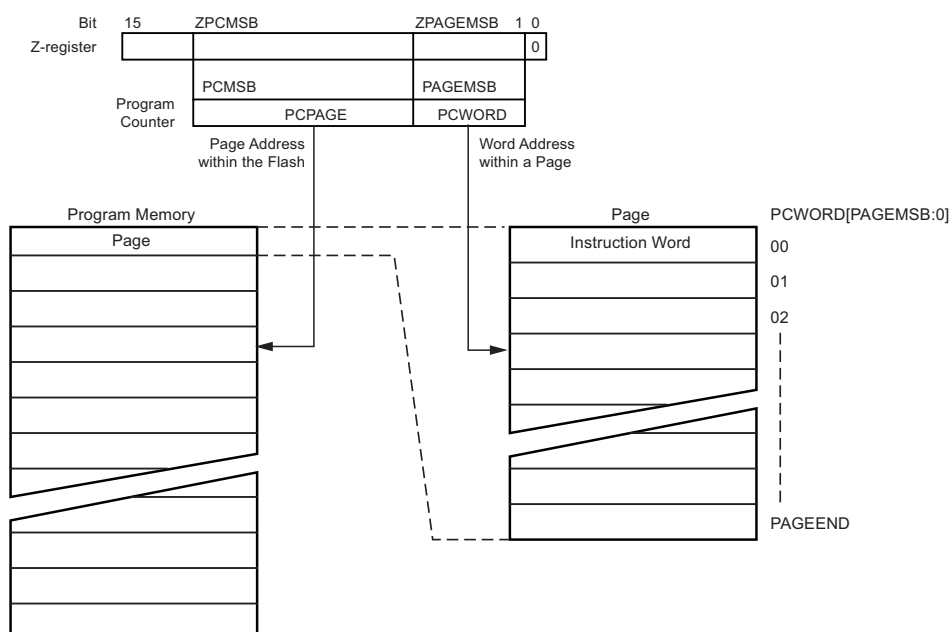 Bit 15 ZPCMSB ZPAGEMSB 1 0
Z-register 0
PCMSB PAGEMSB
Program
Counter
PCPAGE PCWORD
Page Address
within the Flash
Word Address
within a Page
Program Memory
Page
Page PCWORD[PAGEMSB:0]
Instruction Word 00
01
02
PAGEEND